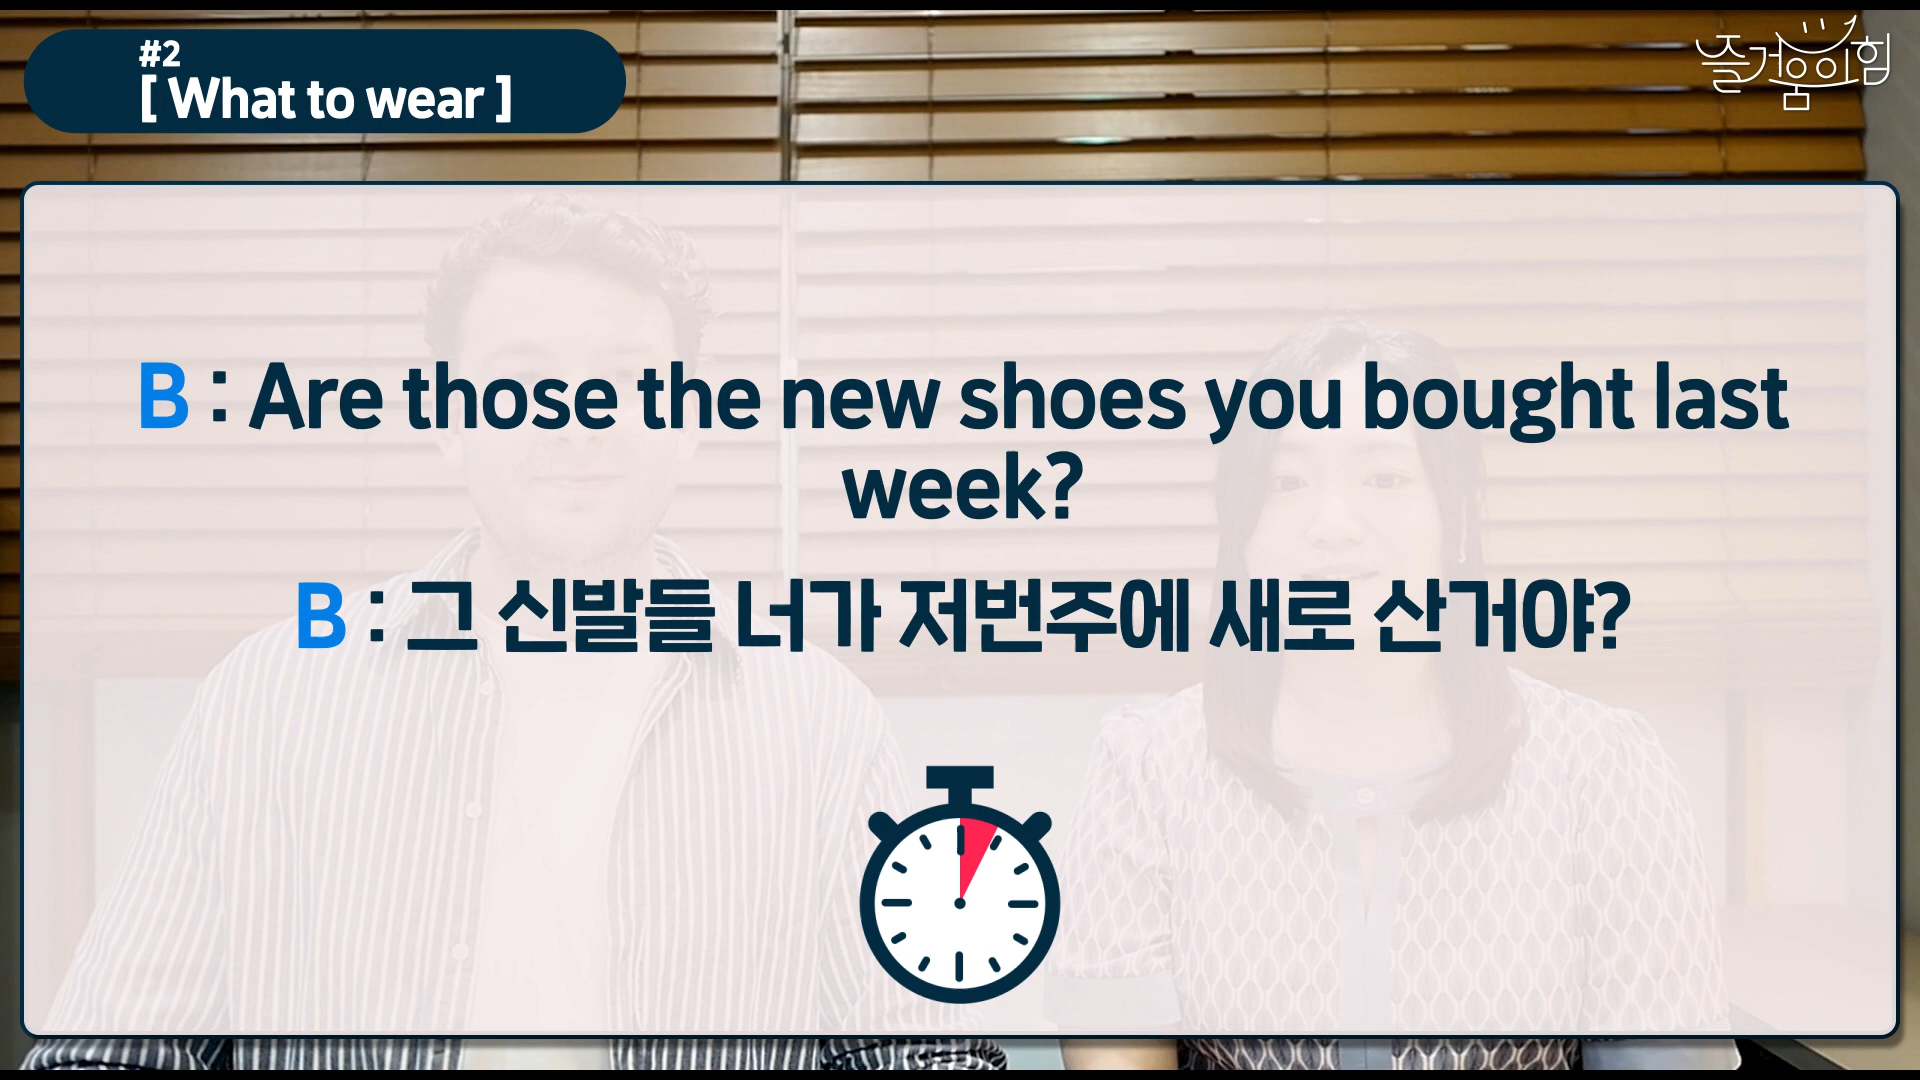 #2
[ What to wear ]
즐거움의힘
B : Are those the new shoes you bought last
week?
B : 그 신발들 너가 저번주에 새로 산거야?